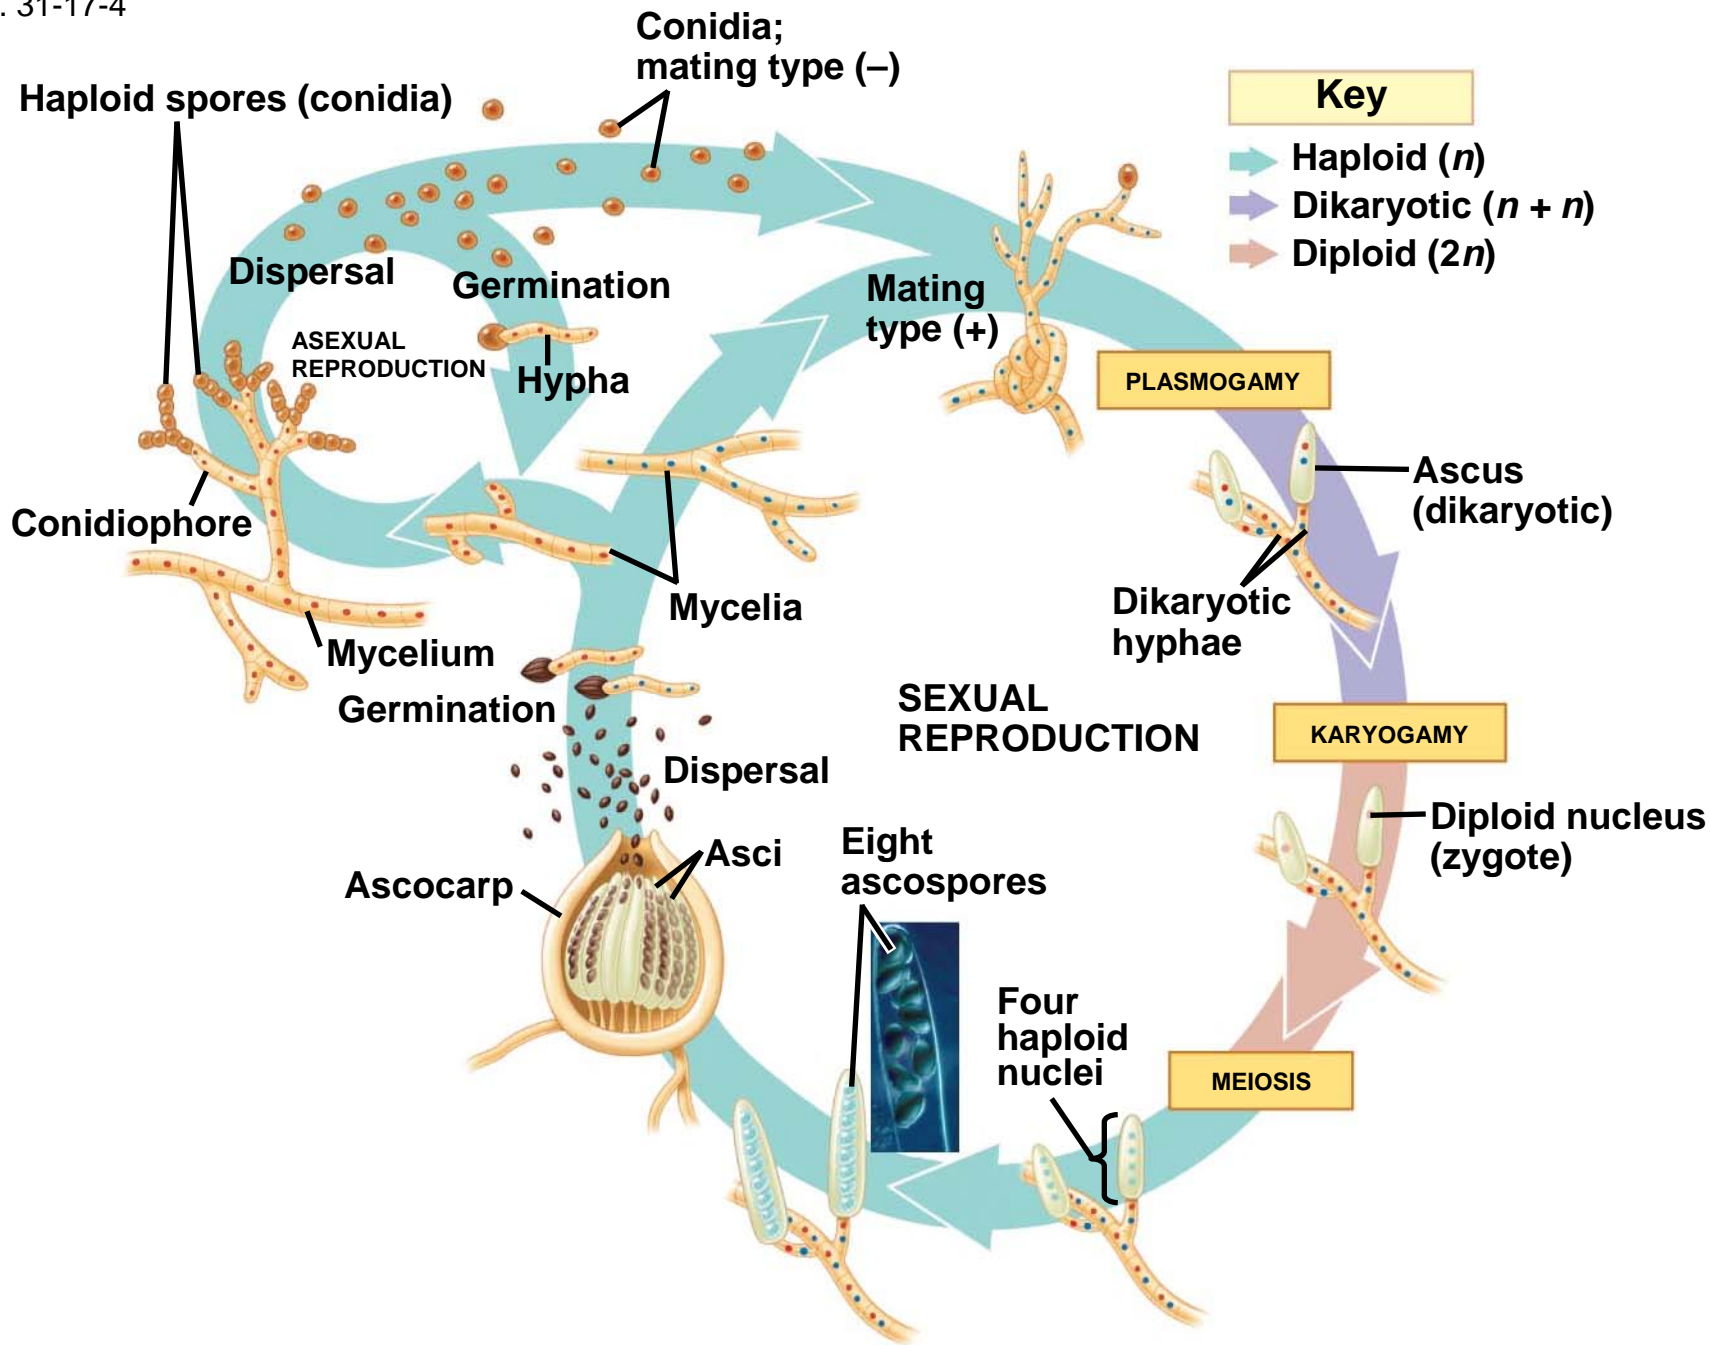 . 31-17-4
Conidia;
mating type (–)
Haploid spores (conidia)
Key
Haploid (n)
Dikaryotic (n + n)
Diploid (2n)
Dispersal
Germination
Mating
type (+)
ASEXUAL
REPRODUCTION
Hypha
PLASMOGAMY
Ascus
(dikaryotic)
Conidiophore
Mycelia
Dikaryotic
hyphae
Mycelium
Germination
SEXUAL
REPRODUCTION
KARYOGAMY
Dispersal
Diploid nucleus
(zygote)
Asci
Eight
ascospores
Ascocarp
Four
haploid
nuclei
MEIOSIS